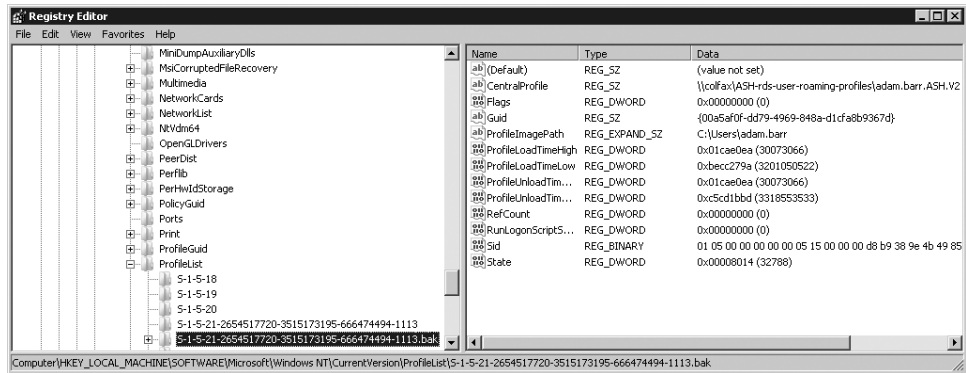 Registry Editor
File Edit View Favorites Help
MiniDumpAuxiliaryDlls
MsiCorruptedFileRecovery
Multimedia
NetworkCards
NetworkList
NtVdm64
OpenGLDrivers
PeerDist
Perflib
PerHwIdStorage
PolicyGuid
Ports
Print
ProfileGuid
ProfileList
S-1-5-18
S-1-5-19
S-1-5-20
S-1-5-21-2654517720-3515173195-666474494-1113
S-1-5-21-2654517720-3515173195-666474494-1113.bak
Name Type Data
(Default) REG_SZ (value not set)
CentralProfile REG_SZ \\colfax\ASH-rds-user-roaming-profiles\adam.barr.ASH.V2
Flags REG_DWORD 0x00000000 (0)
Guid REG_SZ {00a5af0f-dd79-4969-848a-d1cfa8b9367d}
ProfileImagePath REG_EXPAND_SZ C:\Users\adam.barr
ProfileLoadTimeHigh REG_DWORD 0x01cae0ea (30073066)
ProfileLoadTimeLow REG_DWORD 0xbecc279a (3201050522)
ProfileUnloadTim... REG_DWORD 0x01cae0ea (30073066)
ProfileUnloadTim... REG_DWORD 0xc5cd1bbd (3318553533)
RefCount REG_DWORD 0x00000000 (0)
RunLogonScriptS... REG_DWORD 0x00000000 (0)
Sid REG_BINARY 01 05 00 00 00 00 00 05 15 00 00 00 d8 b9 38 9e 4b 49 85
State REG_DWORD 0x00008014 (32788)
Computer\HKEY_LOCAL_MACHINE\SOFTWARE\Microsoft\Windows NT\CurrentVersion\ProfileList\S-1-5-21-2654517720-3515173195-666474494-1113.bak